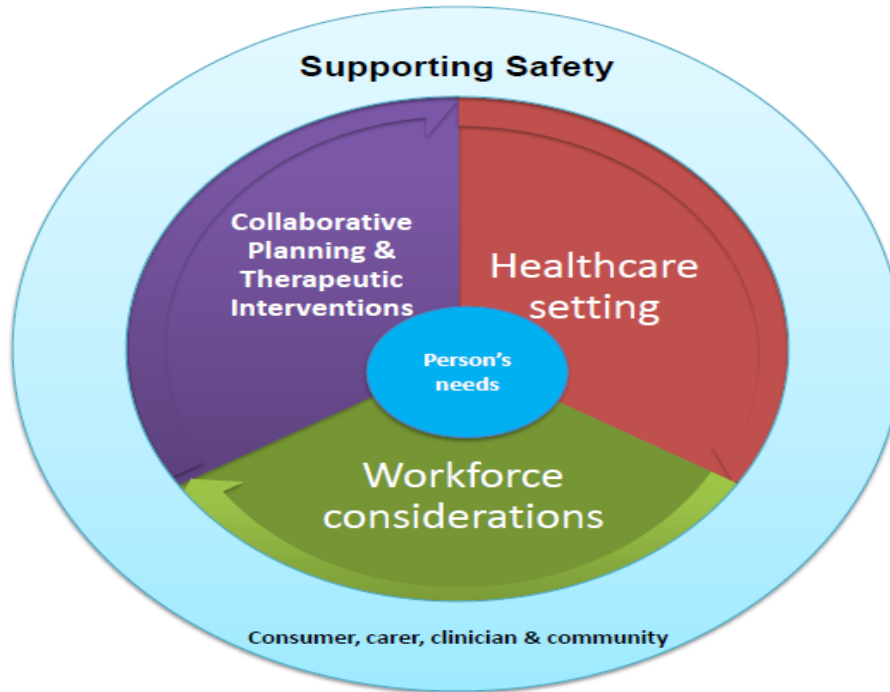 Supporting Safety
Collaborative
Planning &
Therapeutic
Interventions
Healthcare
setting
Person's
needs
Workforce
considerations
Consumer, carer, clinician & community